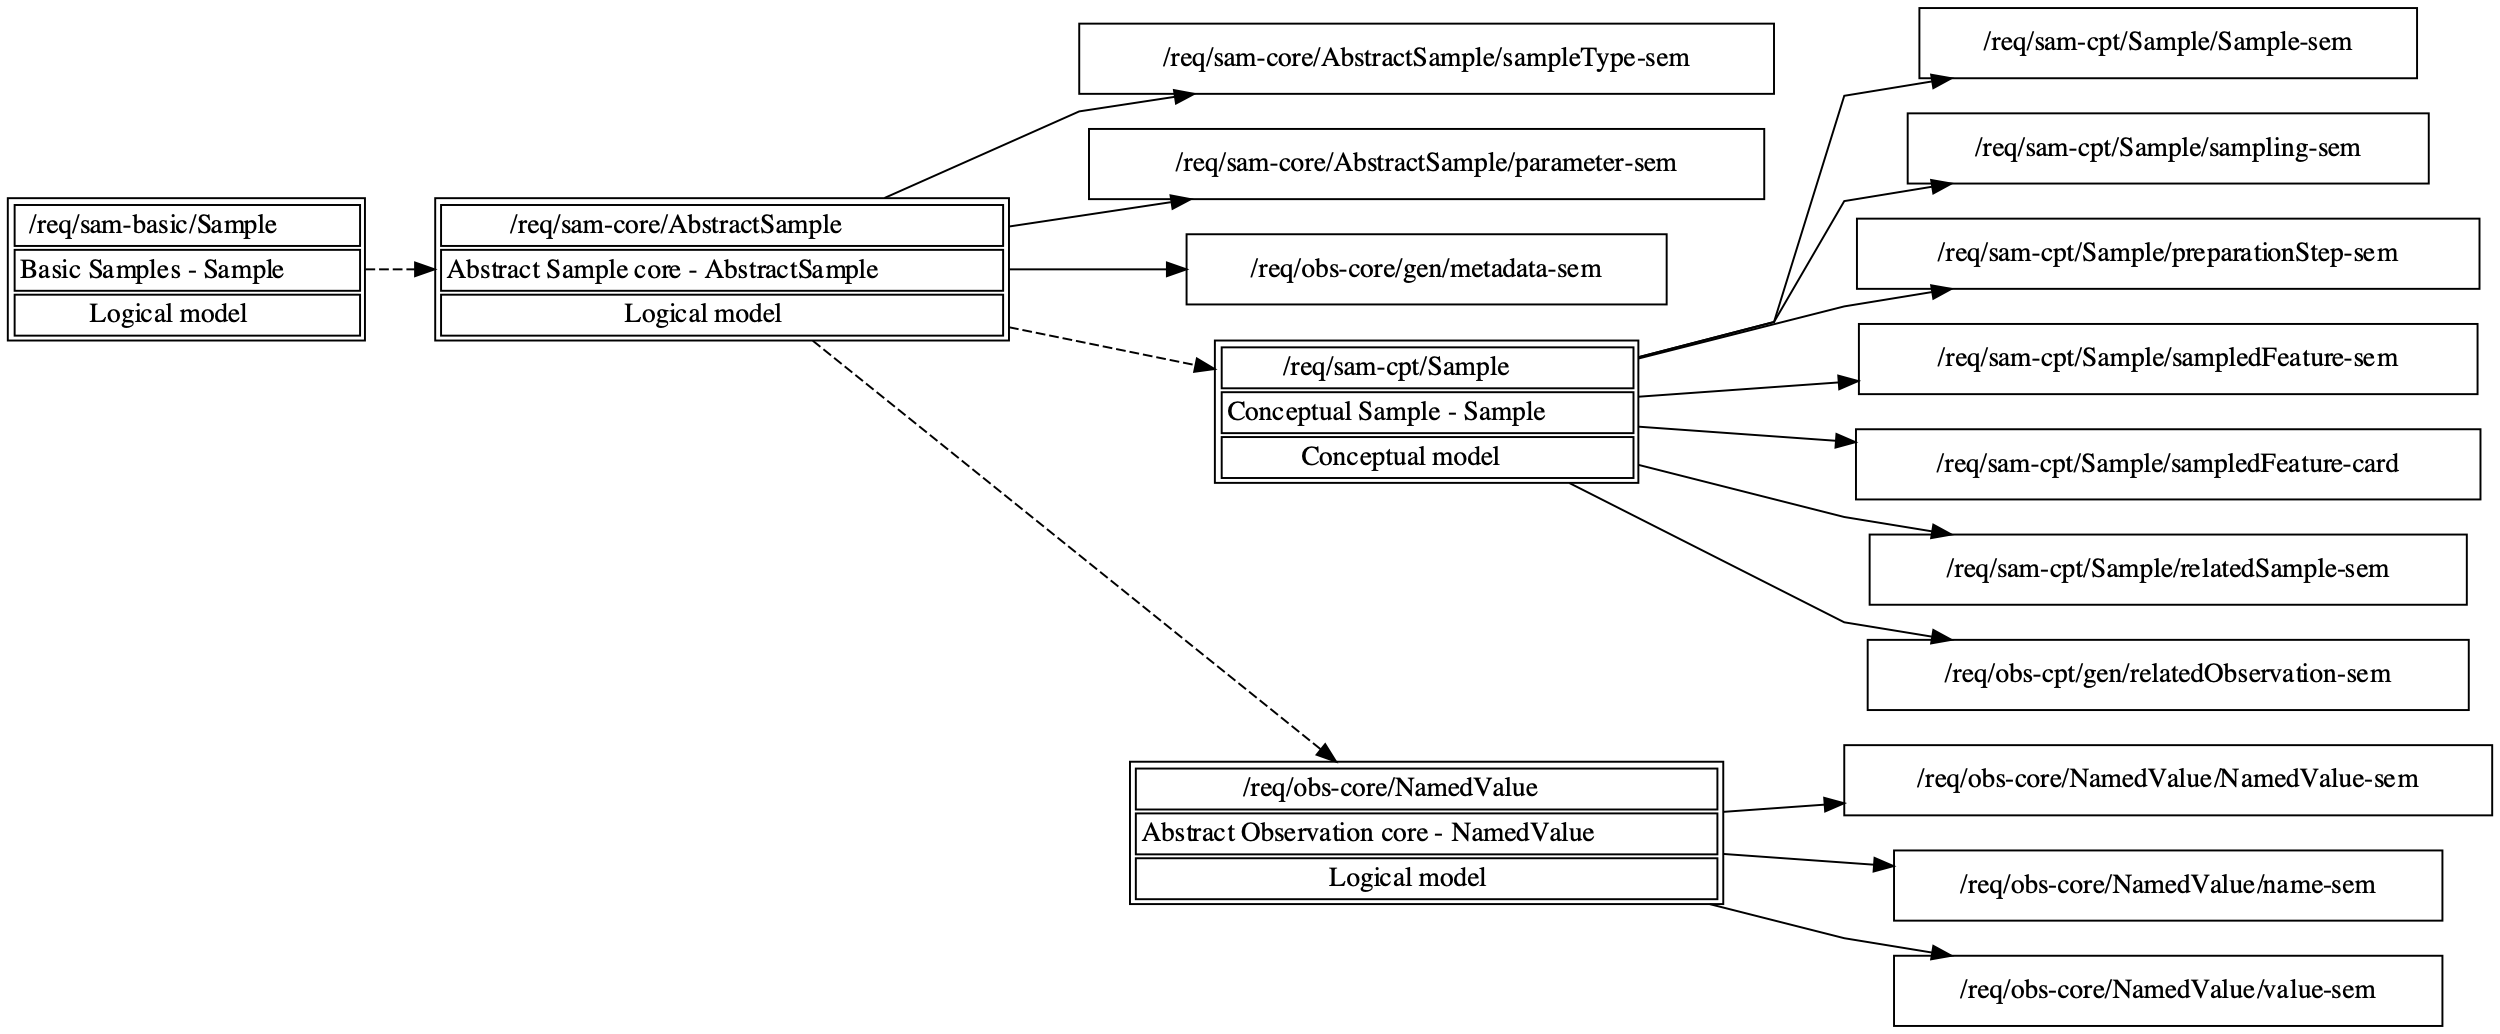 /req/sam-basic/Sample
Basic Samples - Sample
Logical model
/req/sam-core/AbstractSample
Abstract Sample core - AbstractSample
Logical model
/req/sam-core/AbstractSample/sampleType-sem
/req/sam-core/AbstractSample/parameter-sem
/req/obs-core/gen/metadata-sem
/req/sam-cpt/Sample
Conceptual Sample - Sample
Conceptual model
/req/obs-core/NamedValue
Abstract Observation core - NamedValue
Logical model
/req/sam-cpt/Sample/Sample-sem
/req/sam-cpt/Sample/sampling-sem
/req/sam-cpt/Sample/preparationStep-sem
/req/sam-cpt/Sample/sampledFeature-sem
/req/sam-cpt/Sample/sampledFeature-card
/req/sam-cpt/Sample/relatedSample-sem
/req/obs-cpt/gen/relatedObservation-sem
/req/obs-core/NamedValue/NamedValue-sem
/req/obs-core/NamedValue/name-sem
/req/obs-core/NamedValue/value-sem